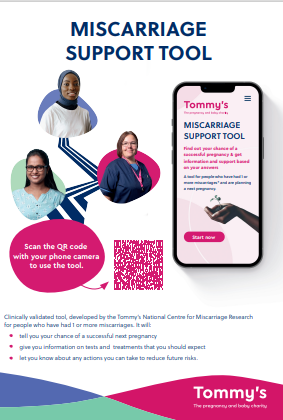 MISCARRIAGE
SUPPORT TOOL
Tommy's
The pregnancy and baby charity
MISCARRIAGE
SUPPORT TOOL
Find out your chance of a
successful pregnancy & get
information and support based
on your answers
A tool for people who have had 1 or
more miscarriages* and are planning
a next pregnancy.
Start now
Scan the QR code
with your phone camera
to use the tool.
Clinically validated tool, developed by the Tommy's National Centre for Miscarriage Research
for people who have had 1 or more miscarriages. It will:
• tell you your chance of a successful next pregnancy
• give you information on tests and treatments that you should expect
• let you know about any actions you can take to reduce future risks.
Tommy's
The pregnancy and baby charity